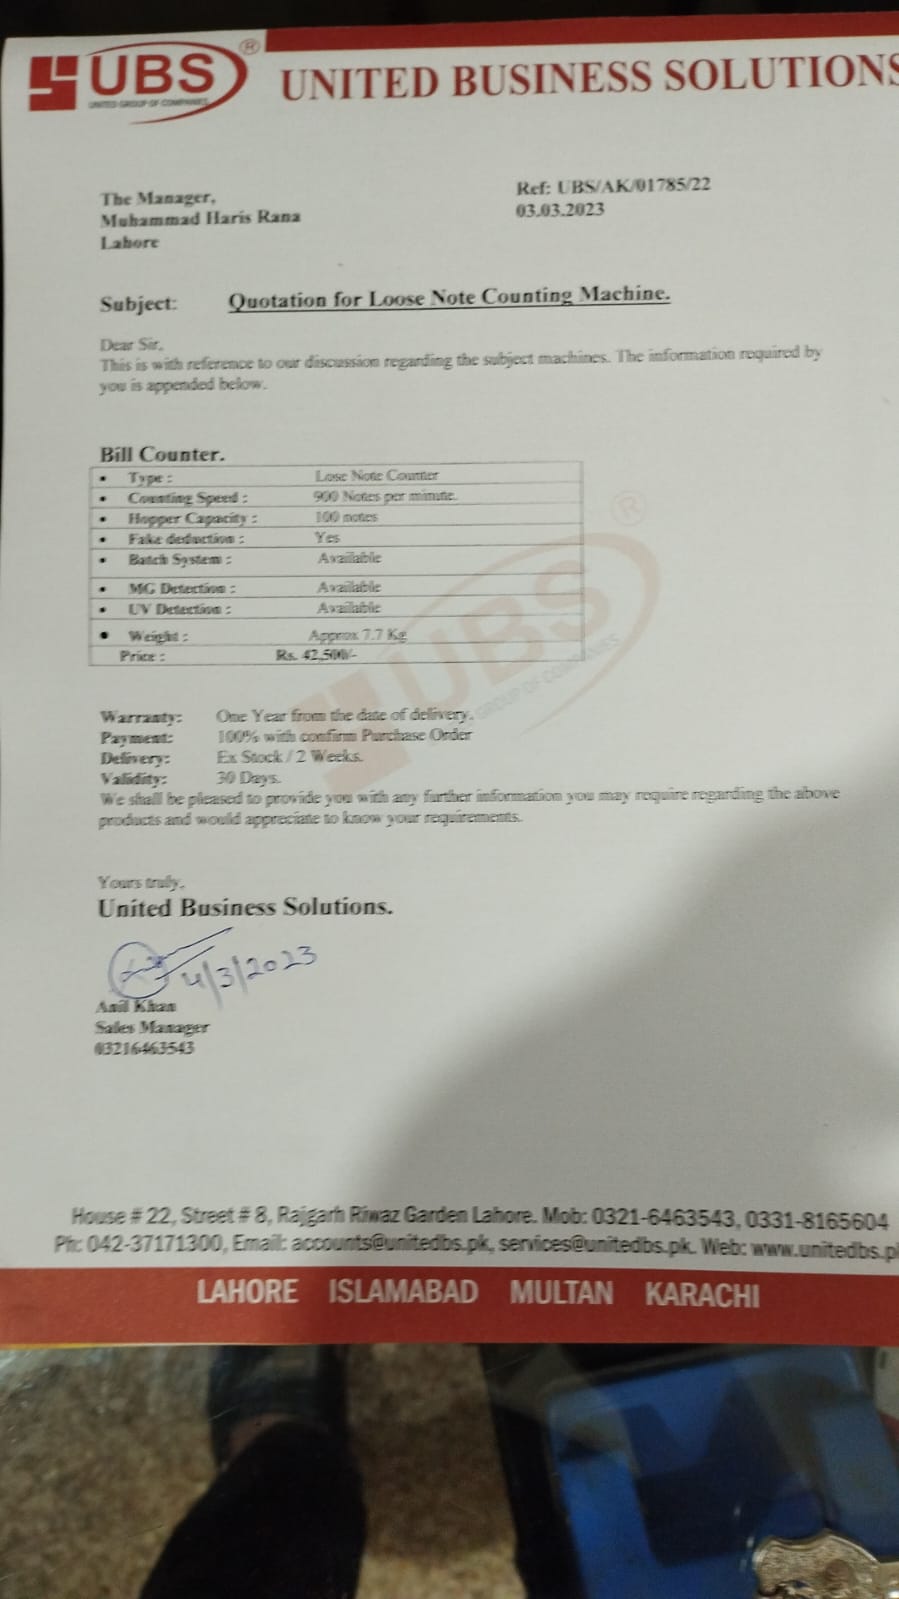 UBS®
UNITED GROUP OF COMPANIES
UNITED BUSINESS SOLUTIONS
The Manager,
Muhammad Haris Rana
Lahore
Ref: UBS/AK/01785/22
03.03.2023
Subject: Quotation for Loose Note Counting Machine.
Dear Sir,
This is with reference to our discussion regarding the subject machines. The information required by
you is appended below.
Bill Counter.
• Type : Lose Note Counter
• Counting Speed : 900 Notes per minute.
• Hopper Capacity : 100 notes
• Fake deduction : Yes
• Batch System : Available
• MG Detection : Available
• UV Detection : Available
• Weight : Approx 7.7 Kg
Price : Rs. 42,500/-
UBS®
GROUP OF COMPANIES
Warranty: One Year from the date of delivery.
Payment: 100% with confirm Purchase Order
Delivery: Ex Stock / 2 Weeks.
Validity: 30 Days.
We shall be pleased to provide you with any further information you may require regarding the above
products and would appreciate to know your requirements.
Yours truly,
United Business Solutions.
4/3/2023
Anil Khan
Sales Manager
03216463543
House # 22, Street # 8, Rajgarh Riwaz Garden Lahore. Mob: 0321-6463543, 0331-8165604
Ph: 042-37171300, Email: accounts@unitedbs.pk, services@unitedbs.pk. Web: www.unitedbs.p
LAHORE ISLAMABAD MULTAN KARACHI